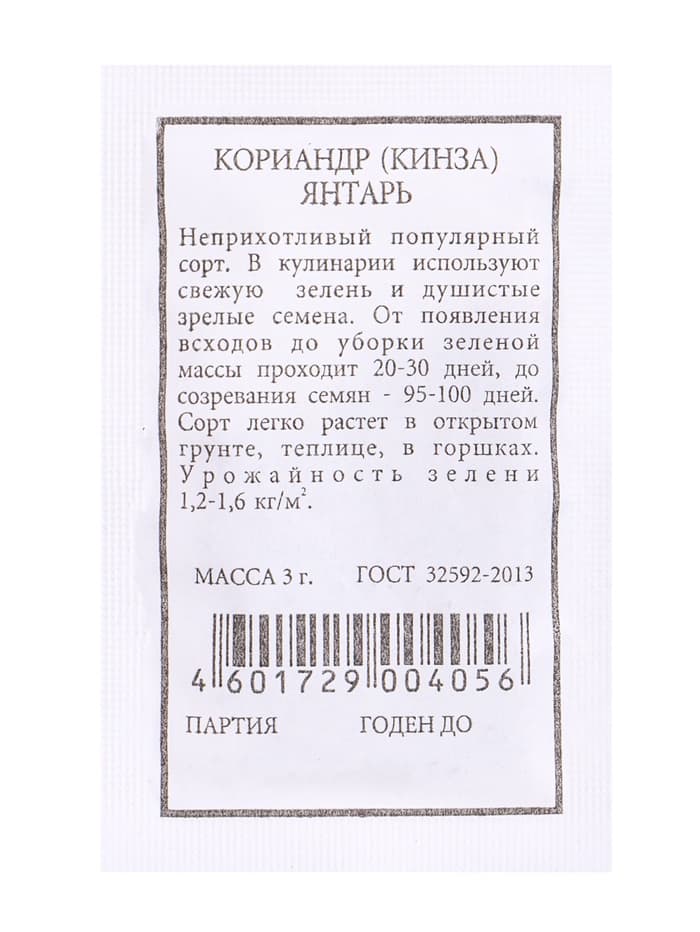 КОРИАНДР (КИНЗА)
ЯНТАРЬ
Неприхотливый популярный
сорт. В кулинарии используют
свежую зелень и душистые
зрелые семена. От появления
всходов до уборки зеленой
массы проходит 20-30 дней, до
созревания семян - 95-100 дней.
Сорт легко растет в открытом
грунте, теплице, в горшках.
Урожайность зелени
1,2-1,6 кг/м².
МАССА 3 г. ГОСТ 32592-2013
4 601729 004056
ПАРТИЯ ГОДЕН ДО